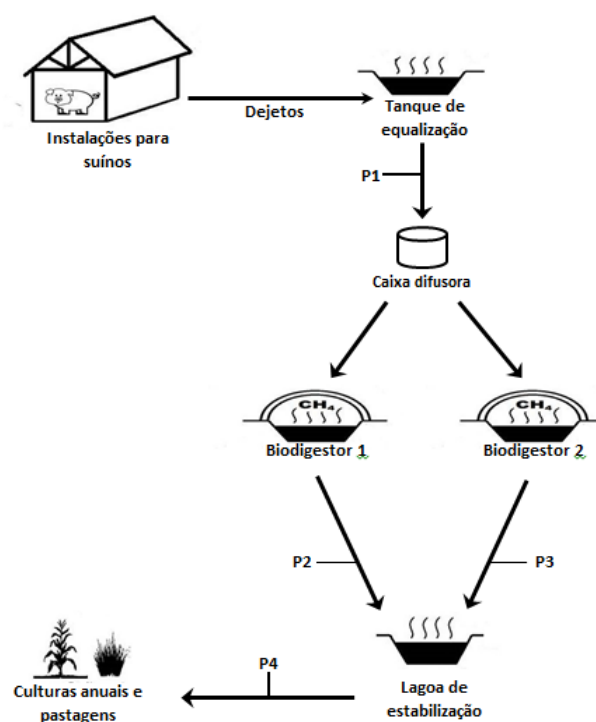 Instalações para
suínos
Dejetos
Tanque de
equalização
P1
Caixa difusora
CH₄
CH₄
Biodigestor 1
Biodigestor 2
P2
P3
P4
Lagoa de
estabilização
Culturas anuais e
pastagens